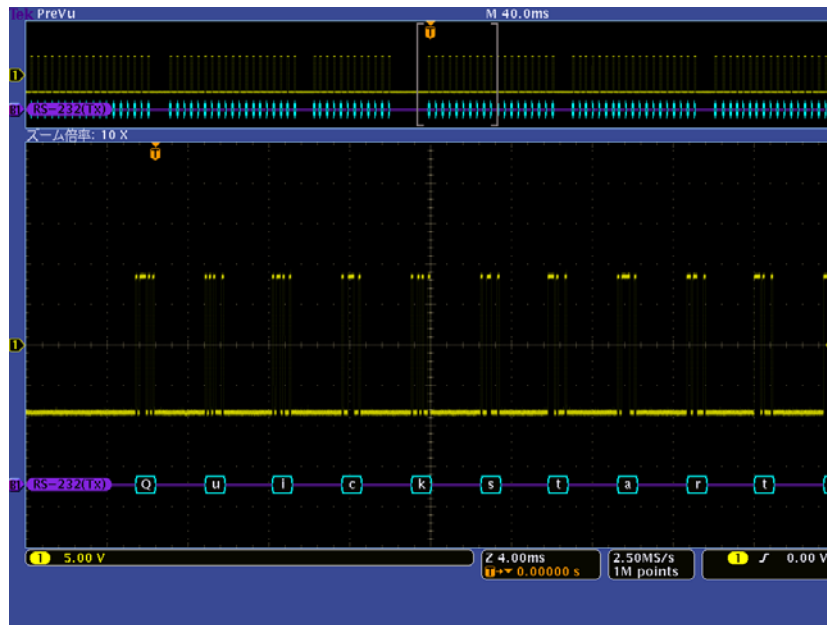 Tek PreVu M 40.0ms
T
1
B1 RS-232(Tx)
ズーム倍率: 10 X
T
1
B1 RS-232(Tx) Q u i c k s t a r t
1 5.00 V Z 4.00ms 2.50MS/s 1 0.00 V
T 0.00000 s 1M points